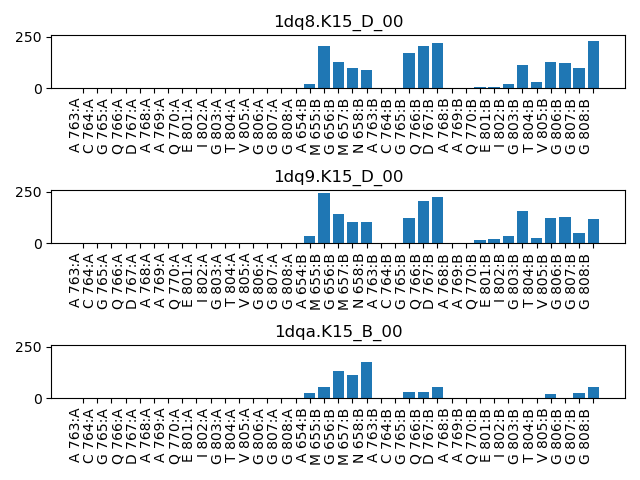 1dq8.K15_D_00
250
0
A 763:A C 764:A G 765:A Q 766:A D 767:A A 768:A A 769:A Q 770:A E 801:A I 802:A G 803:A T 804:A V 805:A G 806:A G 807:A G 808:A A 654:B M 655:B G 656:B M 657:B N 658:B A 763:B C 764:B G 765:B Q 766:B D 767:B A 768:B A 769:B Q 770:B E 801:B I 802:B G 803:B T 804:B V 805:B G 806:B G 807:B G 808:B
1dq9.K15_D_00
250
0
A 763:A C 764:A G 765:A Q 766:A D 767:A A 768:A A 769:A Q 770:A E 801:A I 802:A G 803:A T 804:A V 805:A G 806:A G 807:A G 808:A A 654:B M 655:B G 656:B M 657:B N 658:B A 763:B C 764:B G 765:B Q 766:B D 767:B A 768:B A 769:B Q 770:B E 801:B I 802:B G 803:B T 804:B V 805:B G 806:B G 807:B G 808:B
1dqa.K15_B_00
250
0
A 763:A C 764:A G 765:A Q 766:A D 767:A A 768:A A 769:A Q 770:A E 801:A I 802:A G 803:A T 804:A V 805:A G 806:A G 807:A G 808:A A 654:B M 655:B G 656:B M 657:B N 658:B A 763:B C 764:B G 765:B Q 766:B D 767:B A 768:B A 769:B Q 770:B E 801:B I 802:B G 803:B T 804:B V 805:B G 806:B G 807:B G 808:B